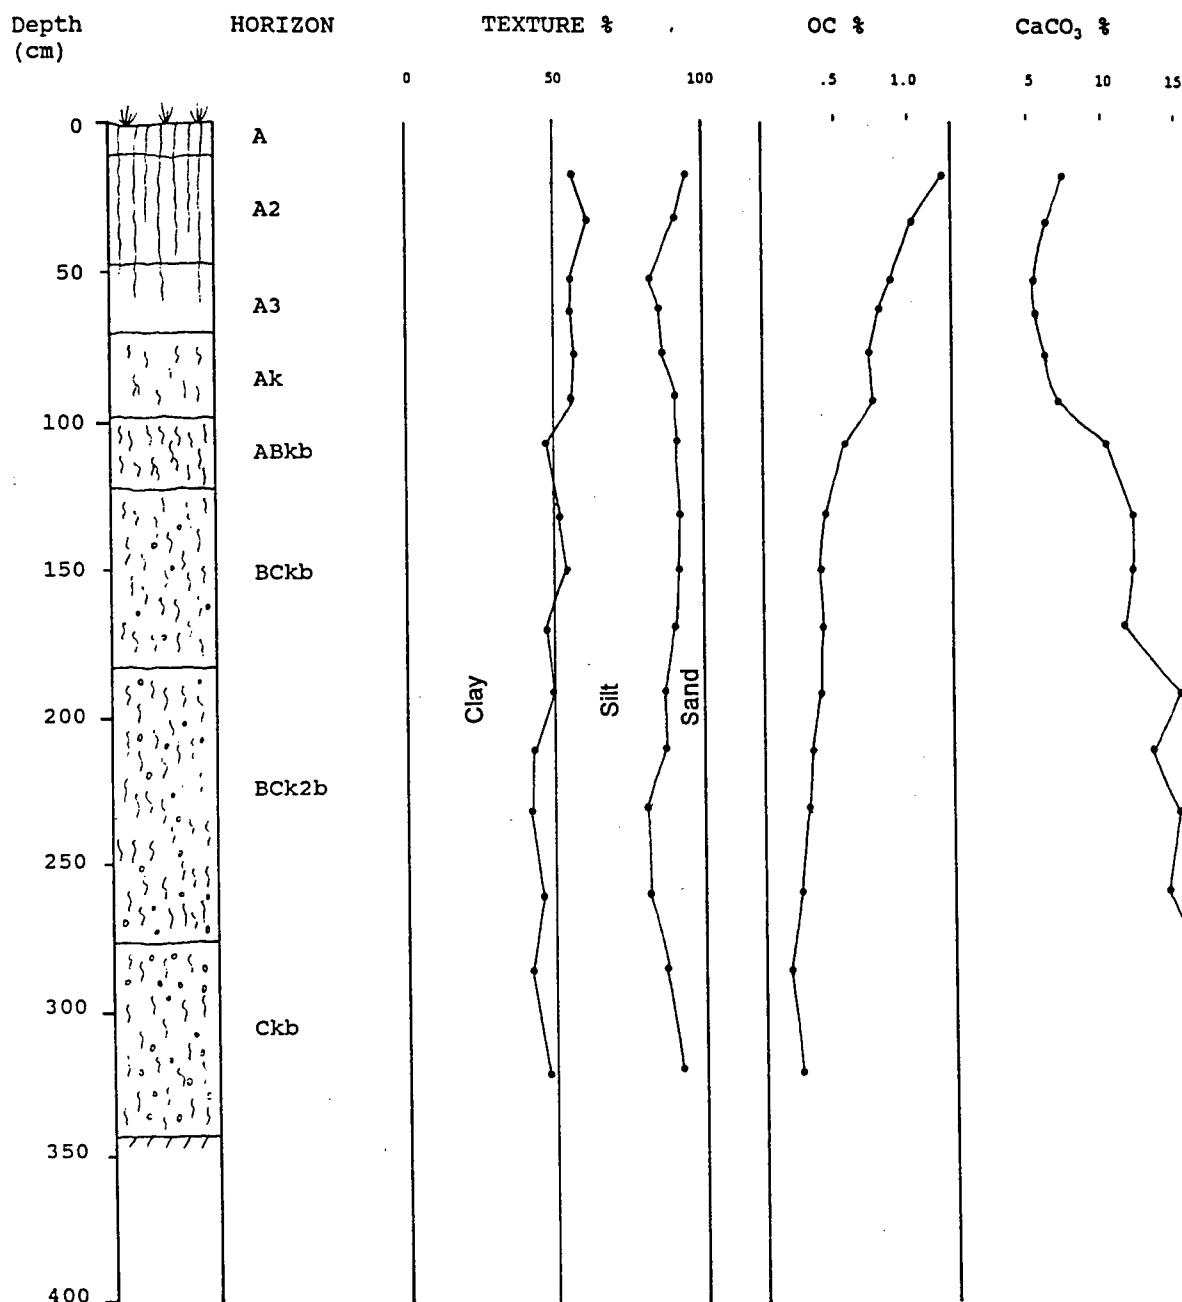 Depth (cm)
HORIZON
TEXTURE %
OC %
CaCO₃ %
0 50 100
.5 1.0
5 10 15
0
A
A2
50
A3
Ak
100
ABkb
150
BCkb
Clay
Silt
Sand
200
BCk2b
250
300
Ckb
350
400